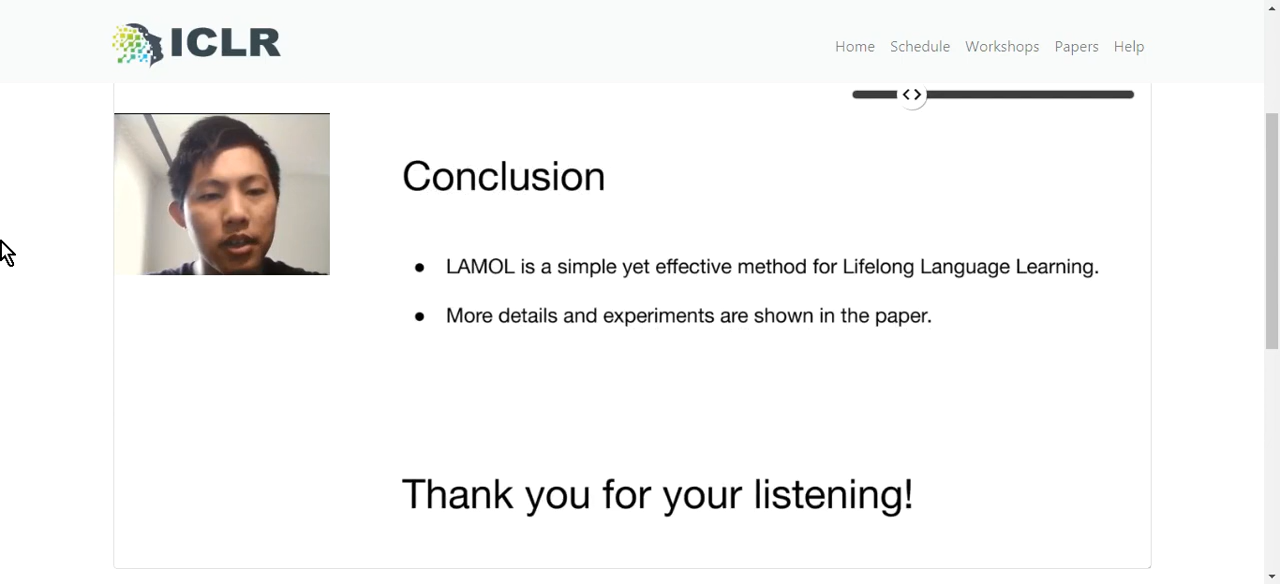 ICLR
Home Schedule Workshops Papers Help
Conclusion
● LAMOL is a simple yet effective method for Lifelong Language Learning.
● More details and experiments are shown in the paper.
Thank you for your listening!